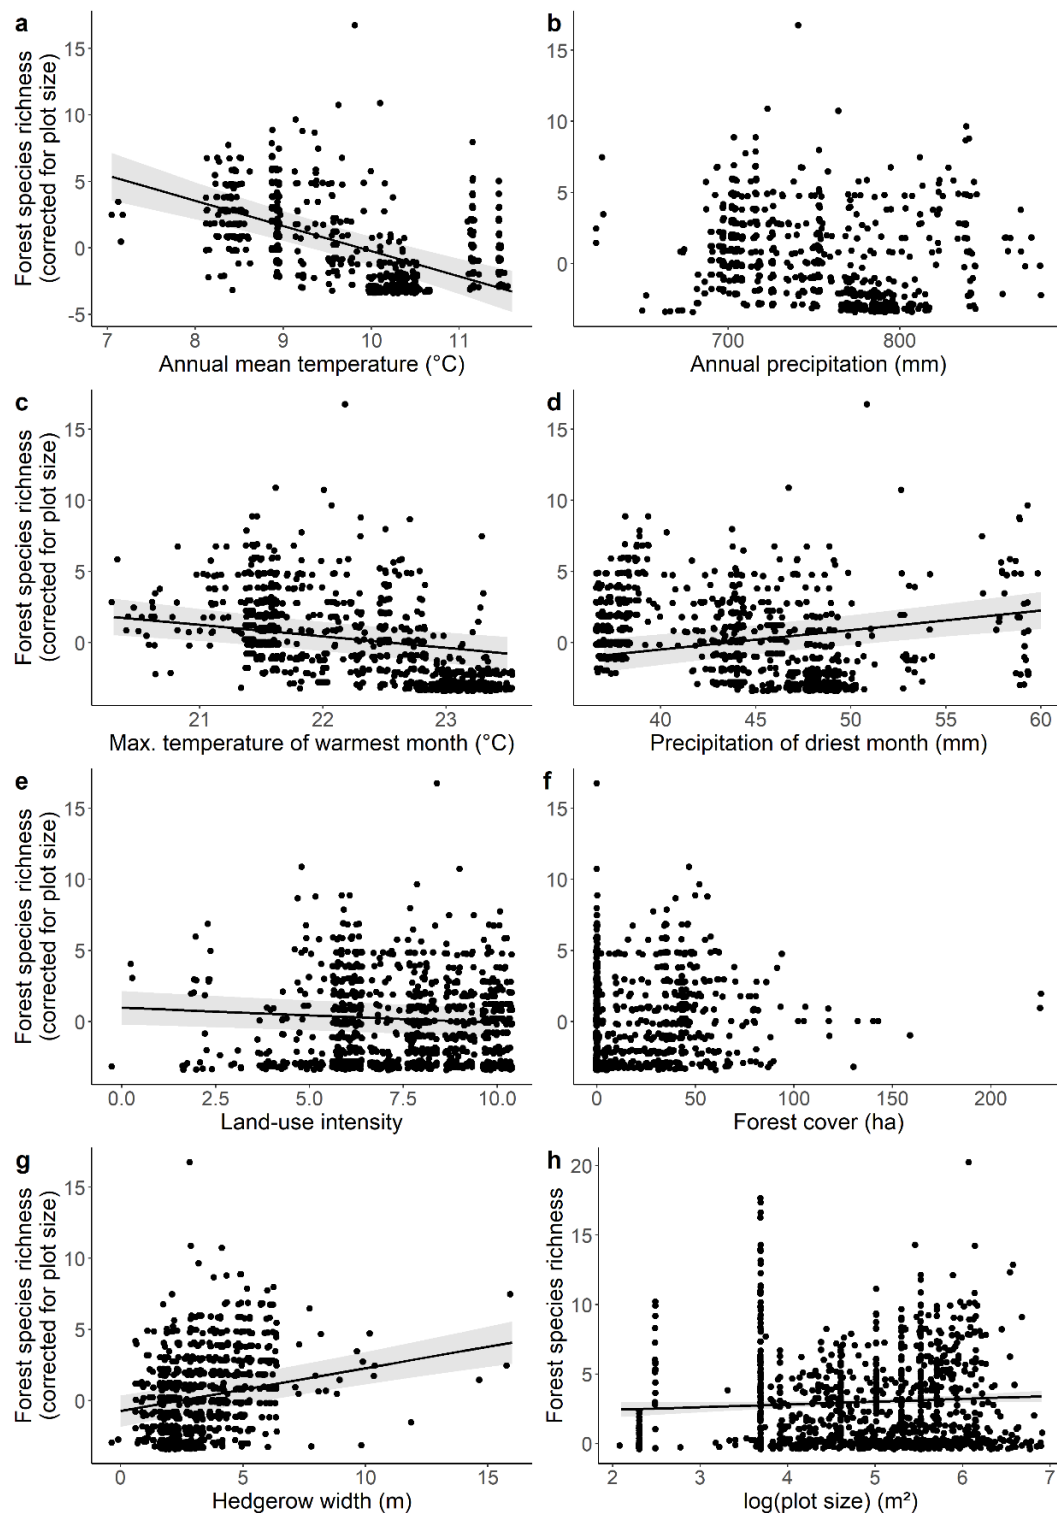 a
Forest species richness
(corrected for plot size)
15
10
5
0
-5
7
8
9
10
11
Annual mean temperature (°C)
b
15
10
5
0
700
800
Annual precipitation (mm)
c
Forest species richness
(corrected for plot size)
15
10
5
0
21
22
23
Max. temperature of warmest month (°C)
d
15
10
5
0
40
45
50
55
60
Precipitation of driest month (mm)
e
Forest species richness
(corrected for plot size)
15
10
5
0
0.0
2.5
5.0
7.5
10.0
Land-use intensity
f
15
10
5
0
0
50
100
150
200
Forest cover (ha)
g
Forest species richness
(corrected for plot size)
15
10
5
0
0
5
10
15
Hedgerow width (m)
h
Forest species richness
20
15
10
5
0
2
3
4
5
6
7
log(plot size) (m²)